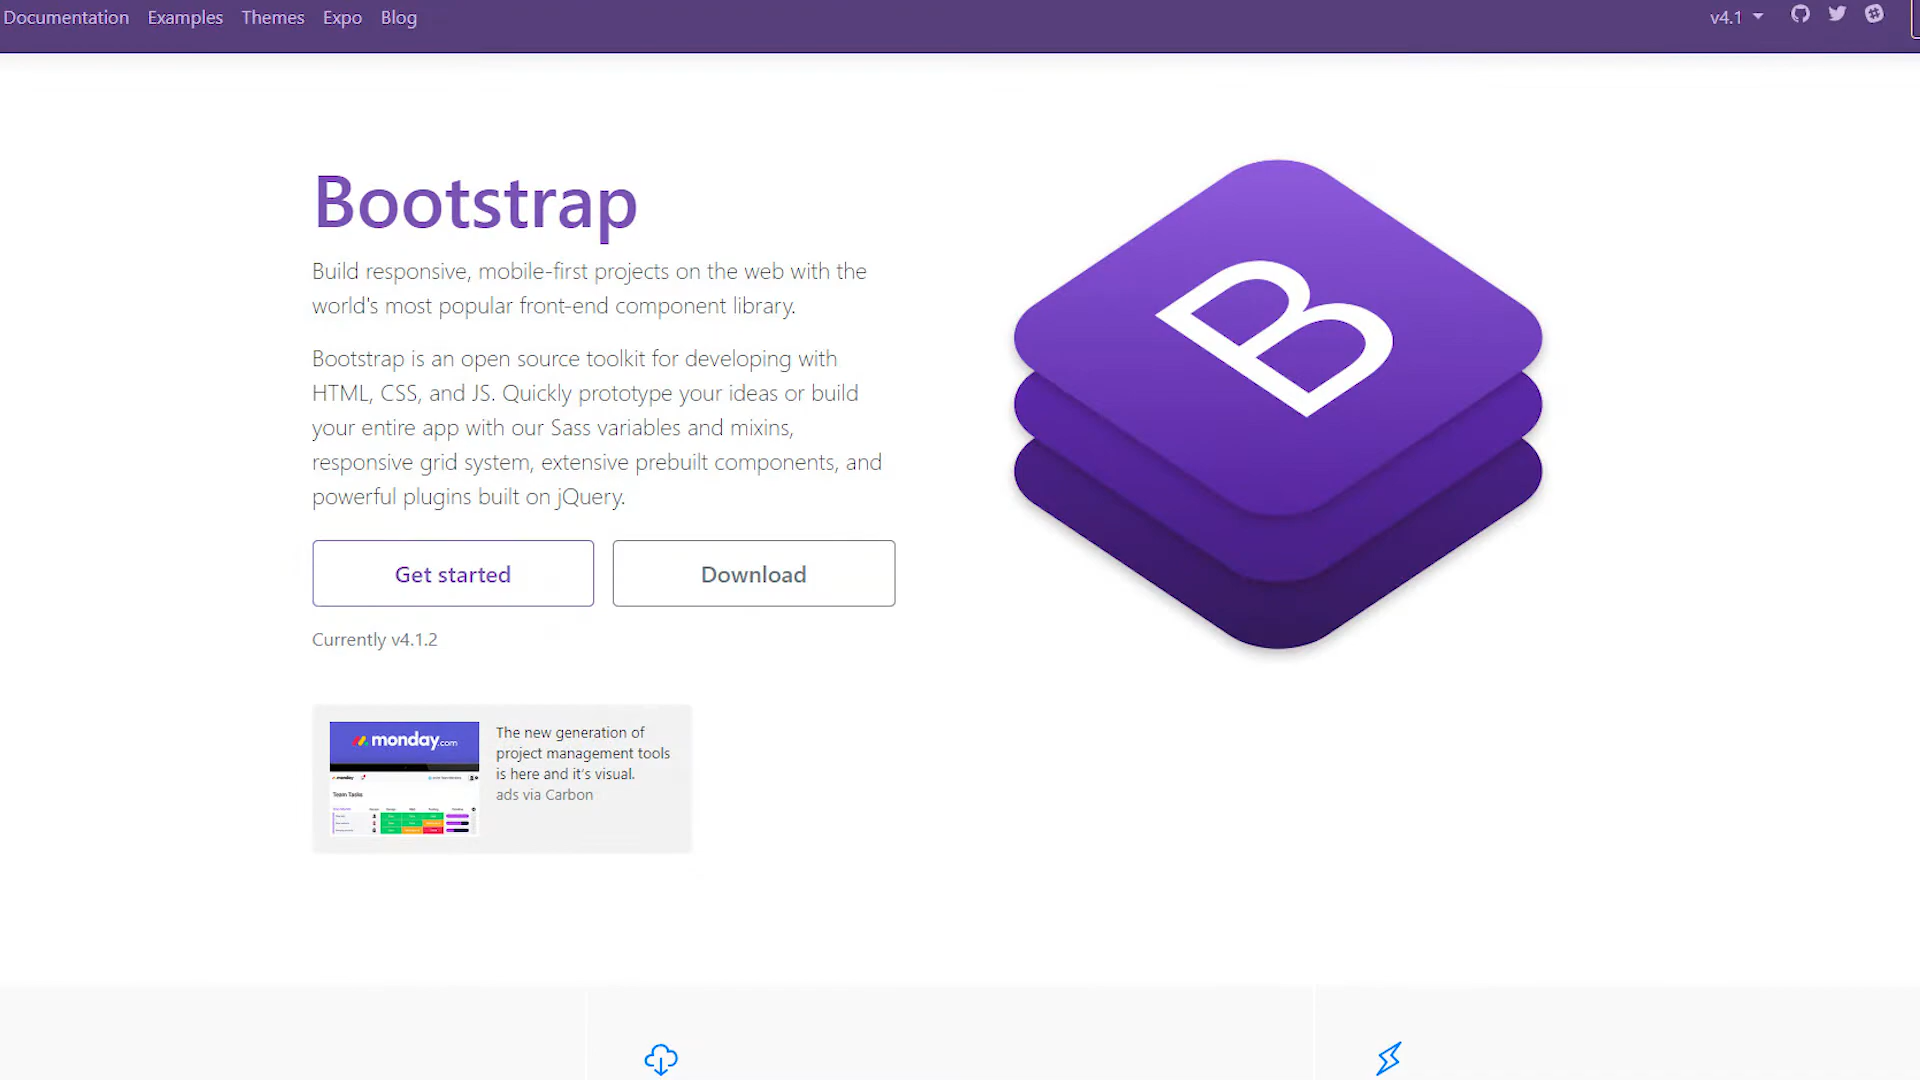 Documentation Examples Themes Expo Blog v4.1
Bootstrap
Build responsive, mobile-first projects on the web with the
world's most popular front-end component library.
Bootstrap is an open source toolkit for developing with
HTML, CSS, and JS. Quickly prototype your ideas or build
your entire app with our Sass variables and mixins,
responsive grid system, extensive prebuilt components, and
powerful plugins built on jQuery.
B
Get started Download
Currently v4.1.2
monday.com
Team Tasks
The new generation of
project management tools
is here and it's visual.
ads via Carbon